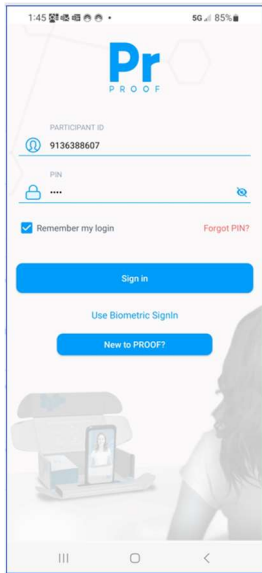 1:45 5G 85%
Pr
PROOF
PARTICIPANT ID
9136388607
PIN
••••
Remember my login Forgot PIN?
Sign in
Use Biometric SignIn
New to PROOF?